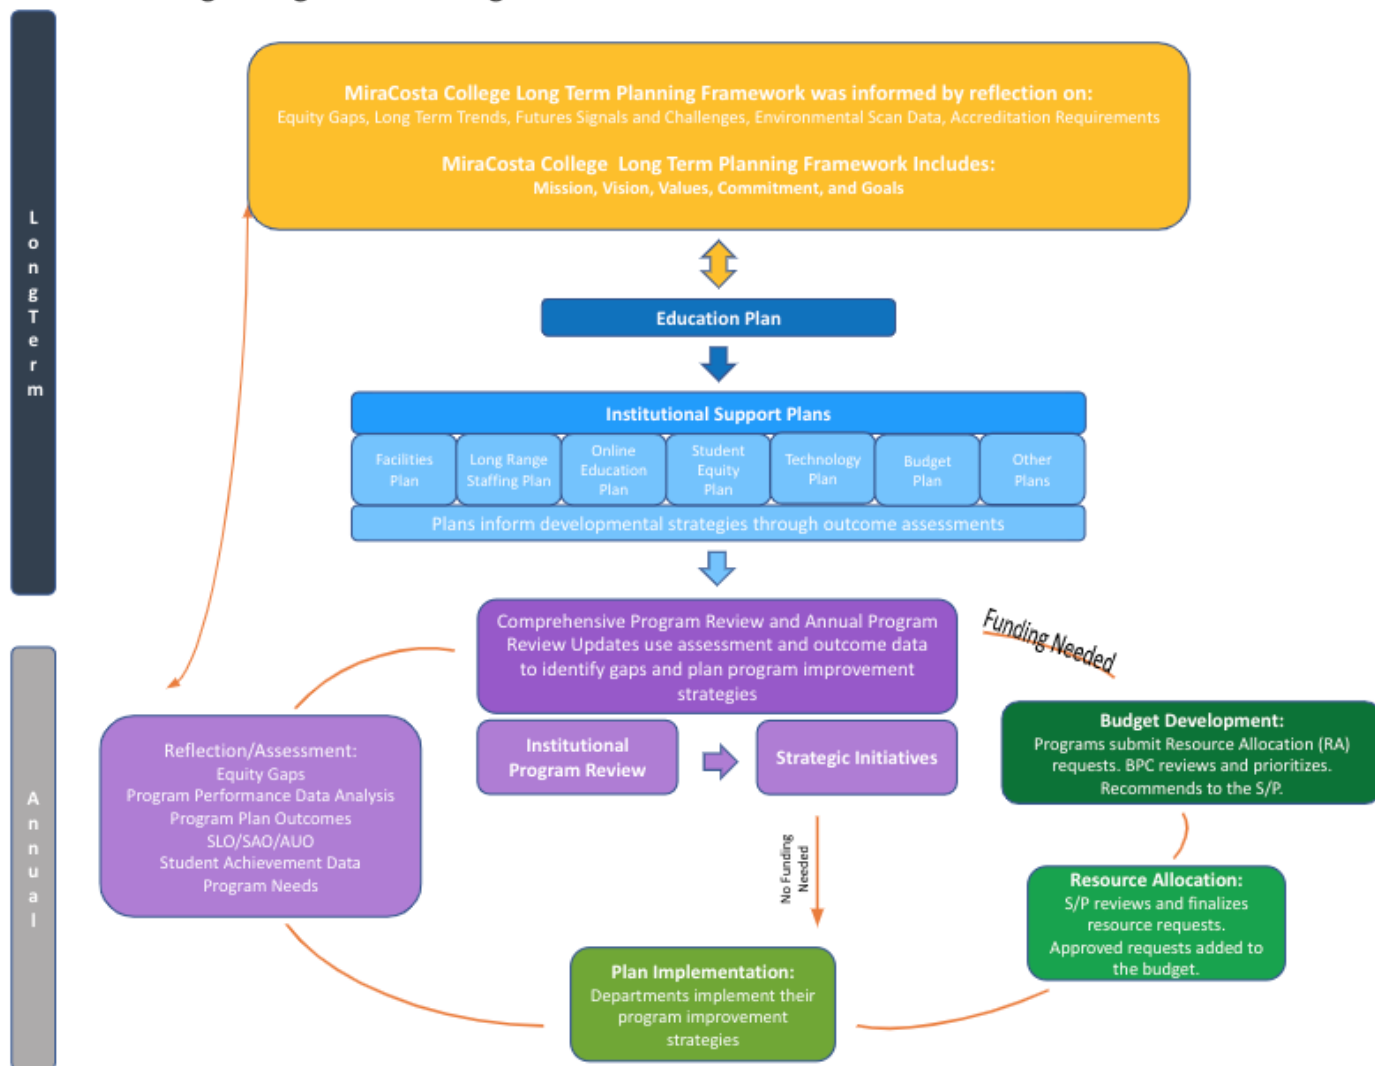 MiraCosta College Long Term Planning Framework was informed by reflection on:
Equity Gaps, Long Term Trends, Futures Signals and Challenges, Environmental Scan Data, Accreditation Requirements
MiraCosta College Long Term Planning Framework Includes:
Mission, Vision, Values, Commitment, and Goals
Long Term
Education Plan
Institutional Support Plans
Facilities
Plan
Long Range
Staffing Plan
Online
Education
Plan
Student
Equity
Plan
Technology
Plan
Budget
Plan
Other
Plans
Plans inform developmental strategies through outcome assessments
Comprehensive Program Review and Annual Program
Review Updates use assessment and outcome data
to identify gaps and plan program improvement
strategies
Funding Needed
Institutional
Program Review
Strategic Initiatives
Annual
Reflection/Assessment:
Equity Gaps
Program Performance Data Analysis
Program Plan Outcomes
SLO/SAO/AUO
Student Achievement Data
Program Needs
Budget Development:
Programs submit Resource Allocation (RA)
requests. BPC reviews and prioritizes.
Recommends to the S/P.
No Funding
Needed
Resource Allocation:
S/P reviews and finalizes
resource requests.
Approved requests added to
the budget.
Plan Implementation:
Departments implement their
program improvement
strategies